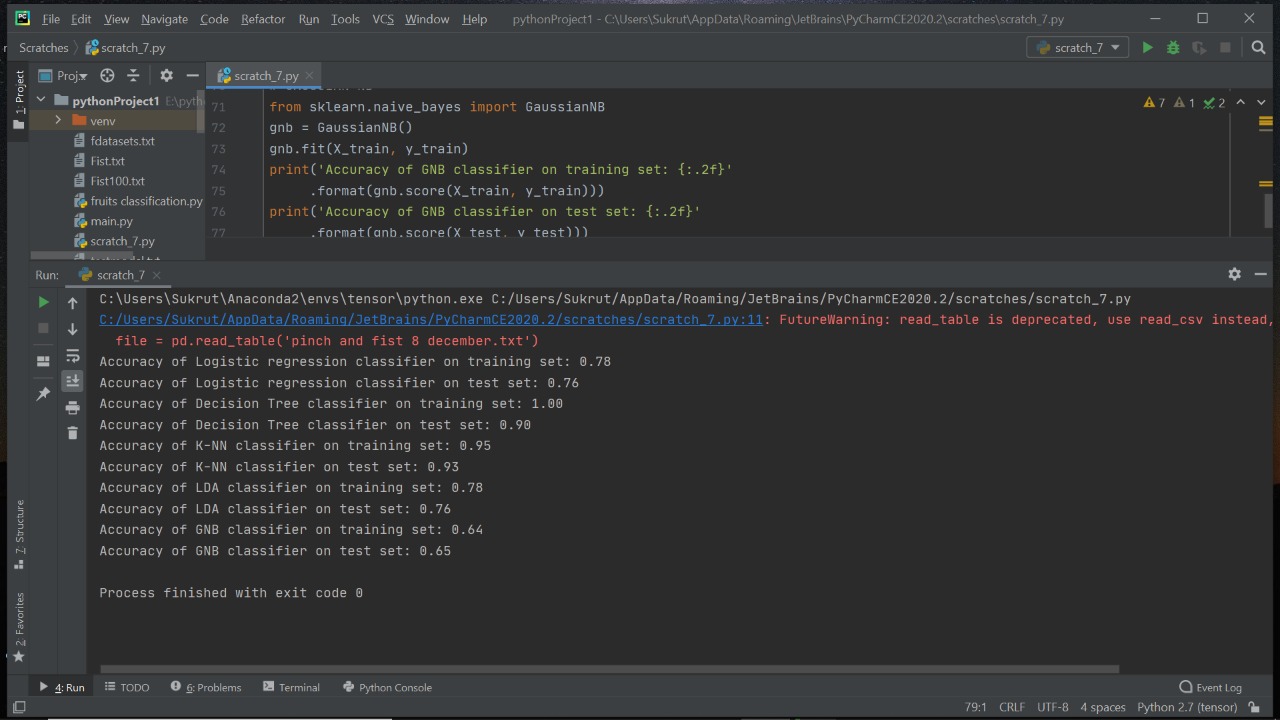 PC File Edit View Navigate Code Refactor Run Tools VCS Window Help pythonProject1 - C:\Users\Sukrut\AppData\Roaming\JetBrains\PyCharmCE2020.2\scratches\scratch_7.py
Scratches scratch_7.py scratch_7
1: Project
Proj scratch_7.py
pythonProject1
venv
fdatasets.txt
Fist.txt
Fist100.txt
fruits classification.py
main.py
scratch_7.py
71 from sklearn.naive_bayes import GaussianNB
72 gnb = GaussianNB()
73 gnb.fit(X_train, y_train)
74 print('Accuracy of GNB classifier on training set: {:.2f}'
75 .format(gnb.score(X_train, y_train)))
76 print('Accuracy of GNB classifier on test set: {:.2f}'
77 .format(gnb.score(X_test, y_test)))
7 1 2
Run: scratch_7
C:\Users\Sukrut\Anaconda2\envs\tensor\python.exe C:/Users/Sukrut/AppData/Roaming/JetBrains/PyCharmCE2020.2/scratches/scratch_7.py
C:/Users/Sukrut/AppData/Roaming/JetBrains/PyCharmCE2020.2/scratches/scratch_7.py:11: FutureWarning: read_table is deprecated, use read_csv instead,
file = pd.read_table('pinch and fist 8 december.txt')
Accuracy of Logistic regression classifier on training set: 0.78
Accuracy of Logistic regression classifier on test set: 0.76
Accuracy of Decision Tree classifier on training set: 1.00
Accuracy of Decision Tree classifier on test set: 0.90
Accuracy of K-NN classifier on training set: 0.95
Accuracy of K-NN classifier on test set: 0.93
Accuracy of LDA classifier on training set: 0.78
Accuracy of LDA classifier on test set: 0.76
Accuracy of GNB classifier on training set: 0.64
Accuracy of GNB classifier on test set: 0.65
Process finished with exit code 0
7: Structure
2: Favorites
4: Run TODO 6: Problems Terminal Python Console Event Log
79:1 CRLF UTF-8 4 spaces Python 2.7 (tensor)